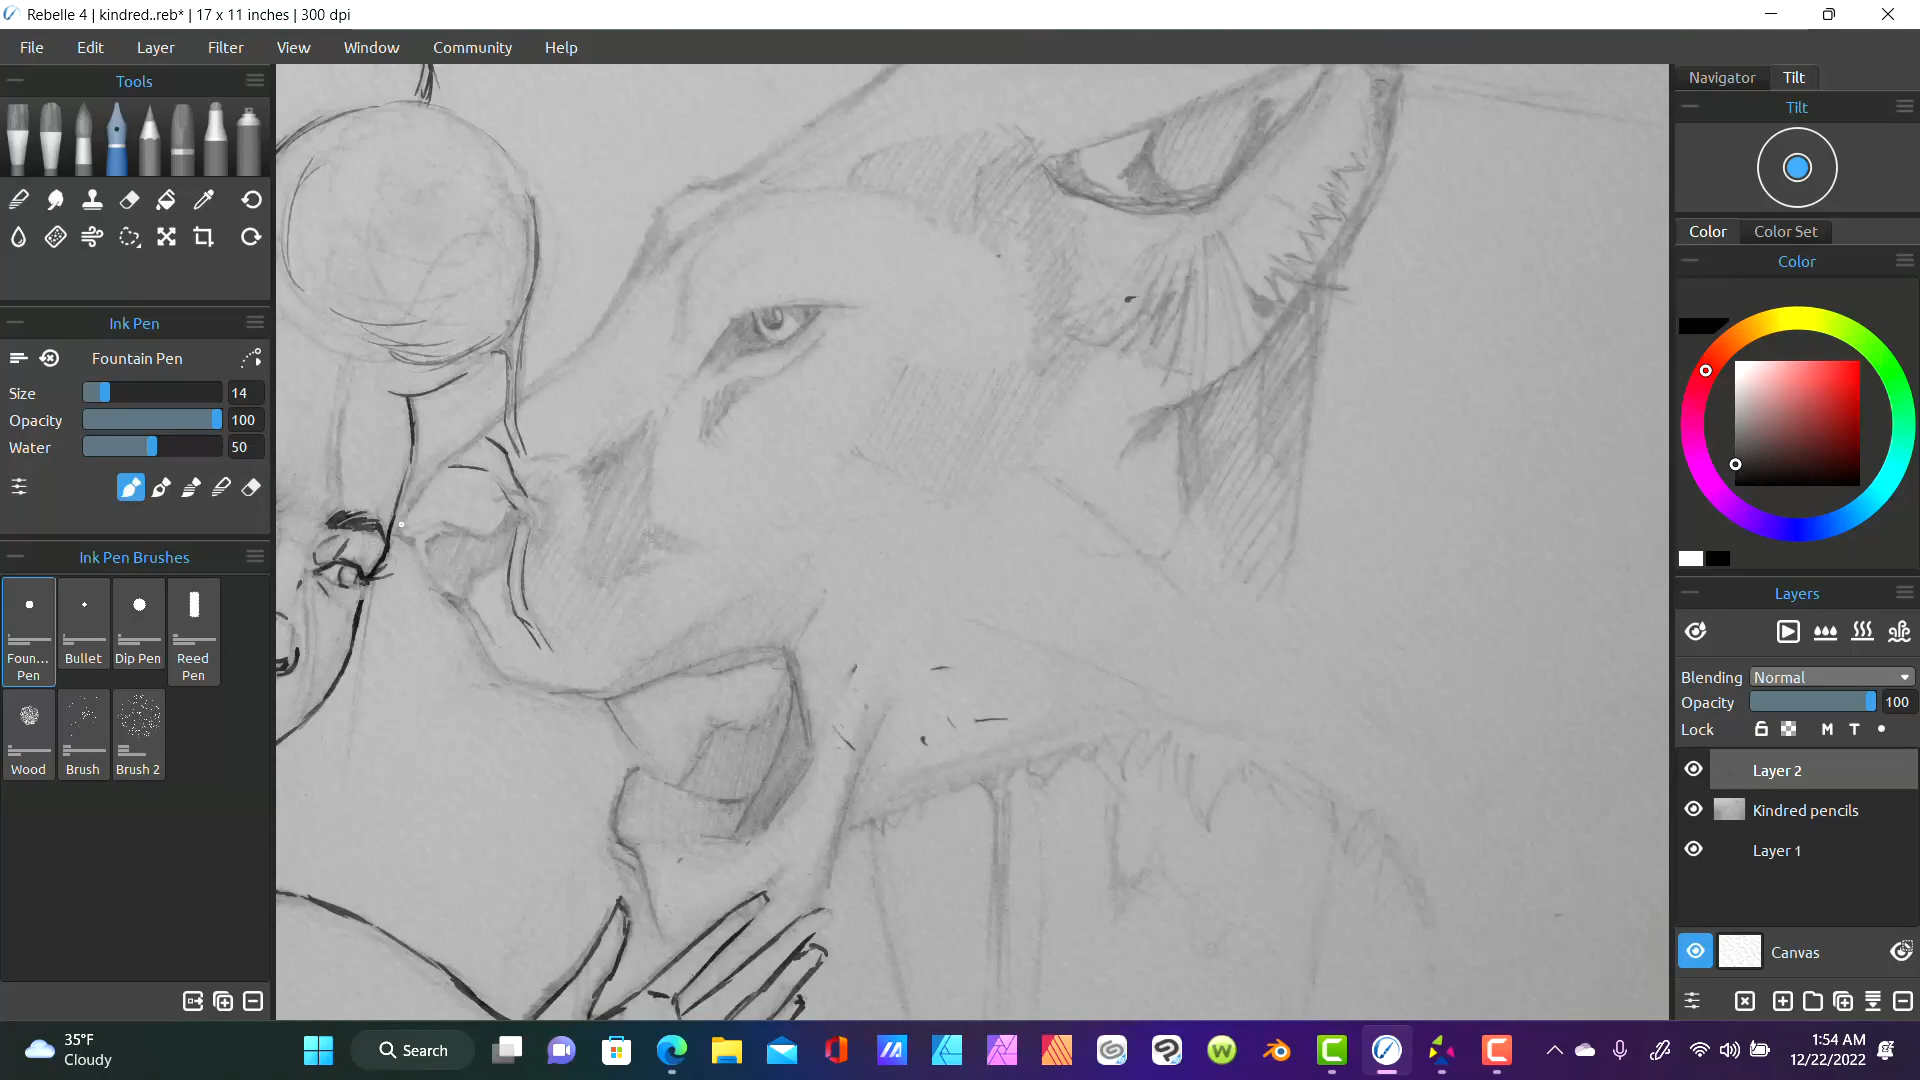 Rebelle 4 | kindred..reb* | 17 x 11 inches | 300 dpi
File Edit Layer Filter View Window Community Help
Tools
Ink Pen
Fountain Pen
Size 14
Opacity 100
Water 50
Ink Pen Brushes
Foun... Pen
Bullet
Dip Pen
Reed Pen
Wood
Brush
Brush 2
Navigator Tilt
Tilt
Color Color Set
Color
Layers
Blending Normal
Opacity 100
Lock M T
Layer 2
Kindred pencils
Layer 1
Canvas
35°F
Cloudy
Search
1:54 AM
12/22/2022